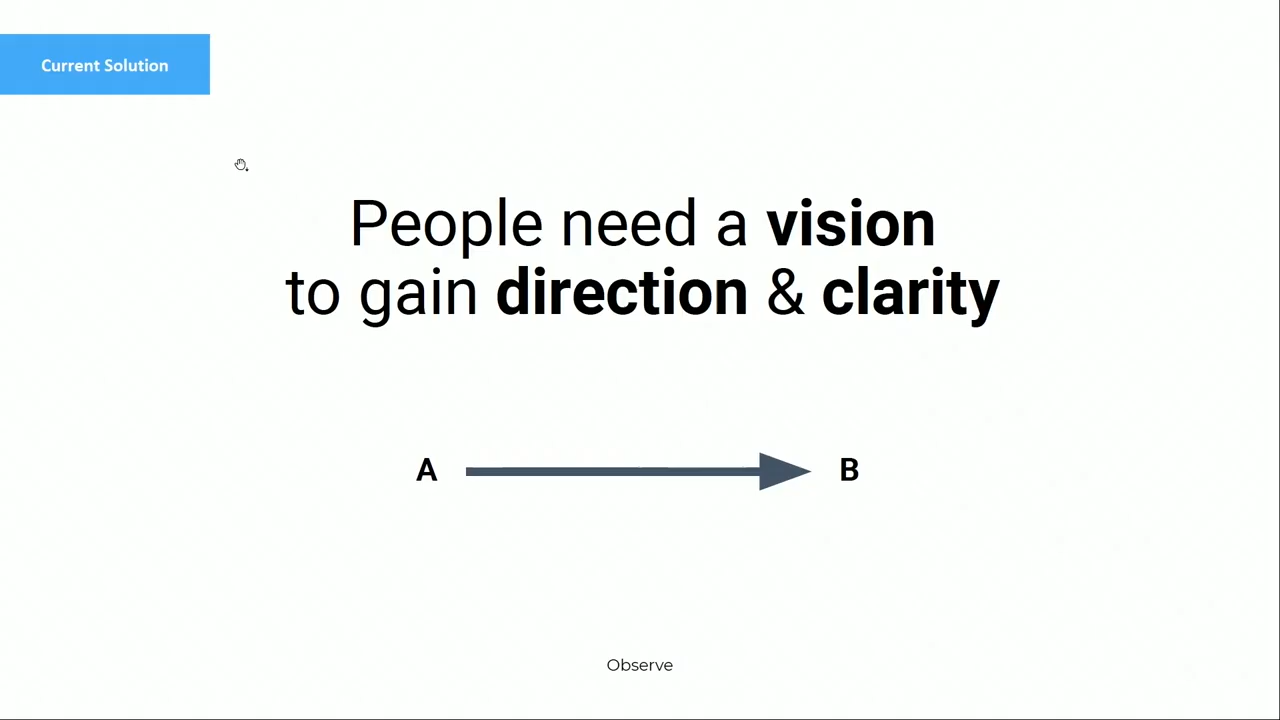 Current Solution
People need a vision
to gain direction & clarity
A B
Observe